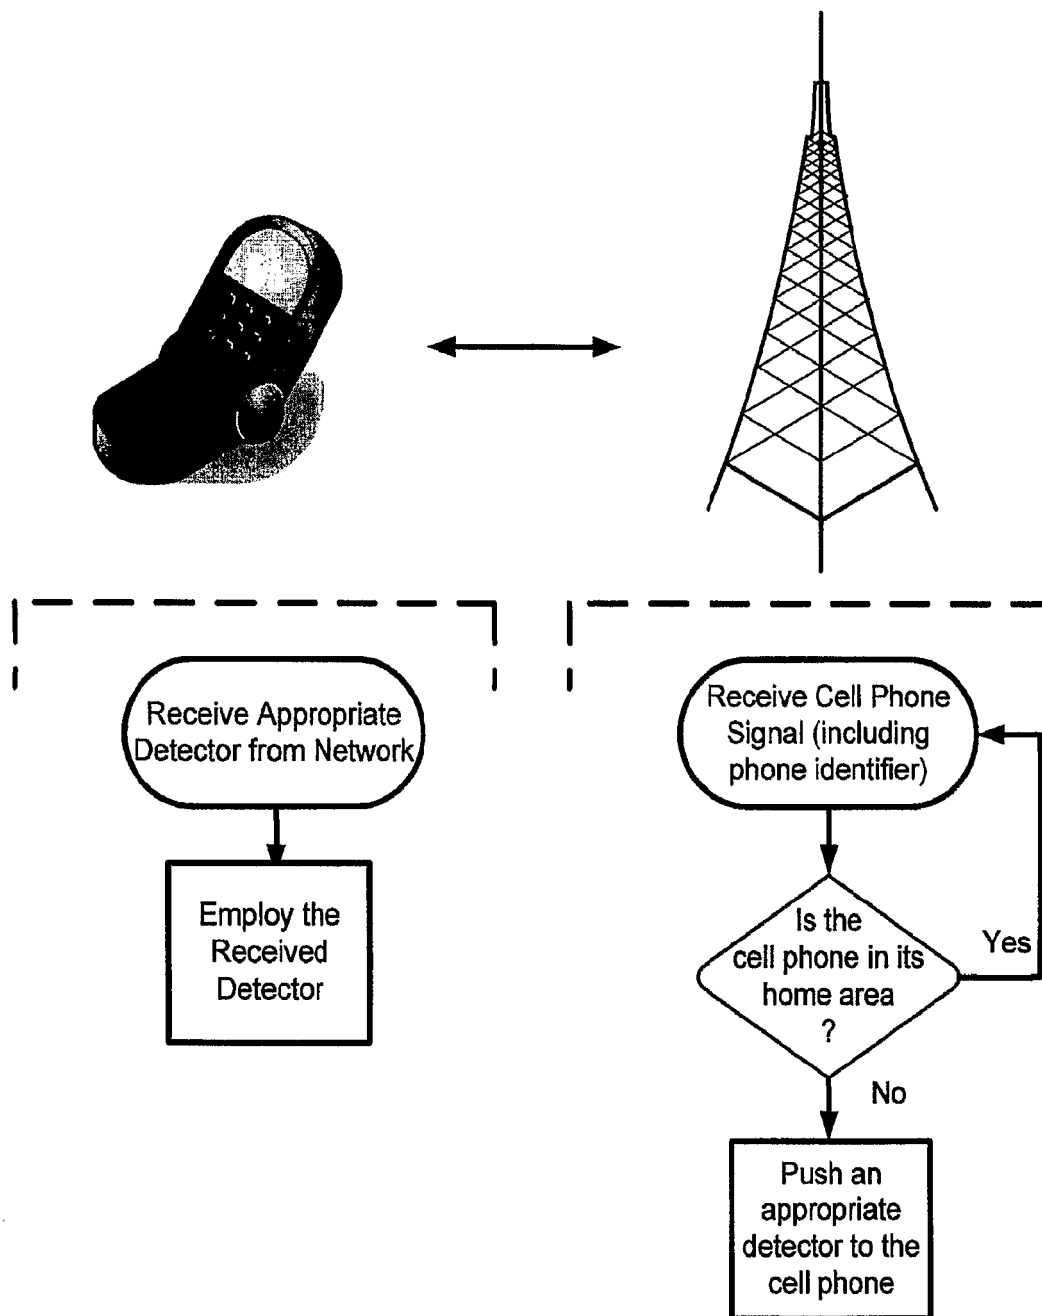 Receive Appropriate
Detector from Network
Employ the
Received
Detector
Receive Cell Phone
Signal (including
phone identifier)
Is the
cell phone in its
home area
?
Yes
No
Push an
appropriate
detector to the
cell phone